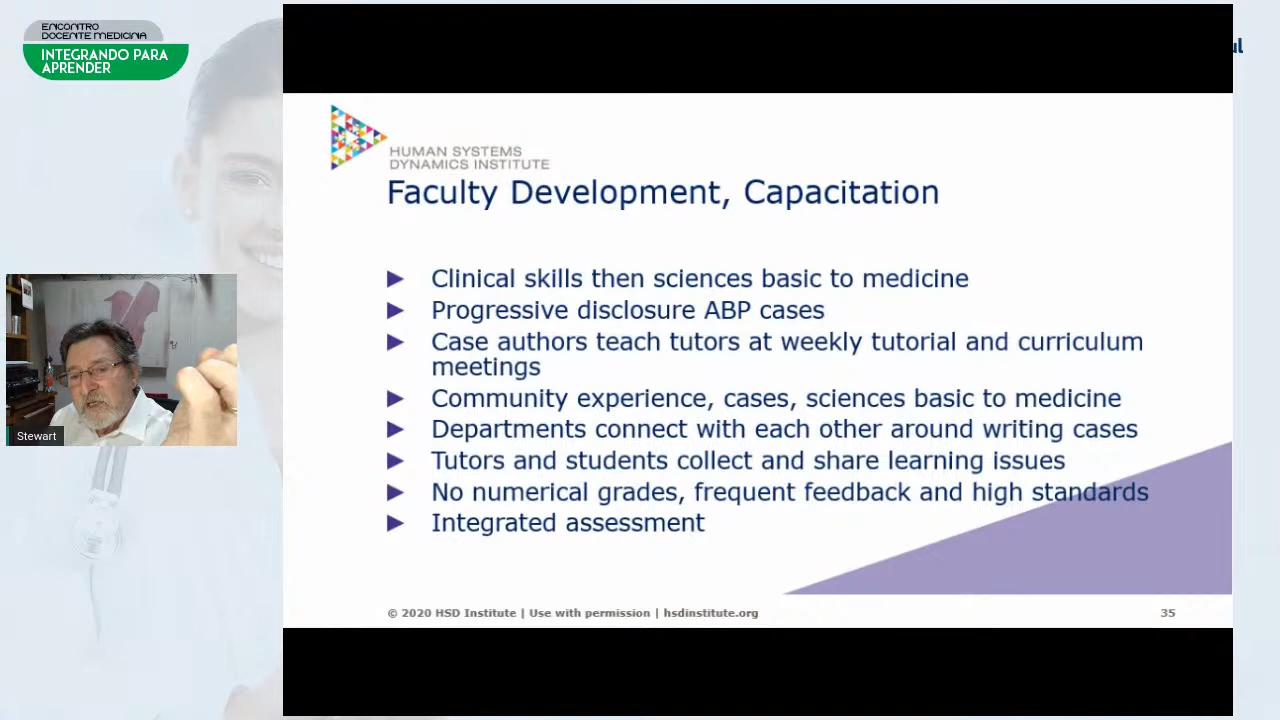 ENCONTRO
DOCENTE MEDICINA
INTEGRANDO PARA
APRENDER
ul
HUMAN SYSTEMS
DYNAMICS INSTITUTE
Faculty Development, Capacitation
Clinical skills then sciences basic to medicine
Progressive disclosure ABP cases
Case authors teach tutors at weekly tutorial and curriculum
meetings
Community experience, cases, sciences basic to medicine
Departments connect with each other around writing cases
Tutors and students collect and share learning issues
No numerical grades, frequent feedback and high standards
Integrated assessment
© 2020 HSD Institute | Use with permission | hsdinstitute.org
35
Stewart